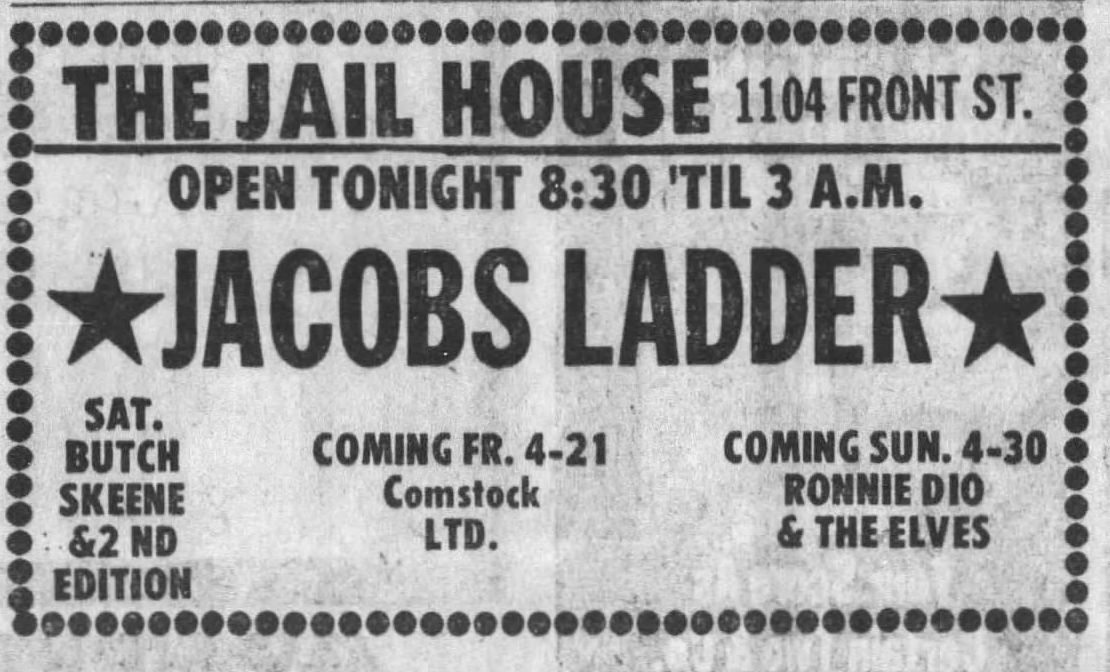 THE JAIL HOUSE 1104 FRONT ST.
OPEN TONIGHT 8:30 'TIL 3 A.M.
JACOBS LADDER
SAT.
BUTCH
SKEENE
&2 ND
EDITION
COMING FR. 4-21
Comstock
LTD.
COMING SUN. 4-30
RONNIE DIO
& THE ELVES